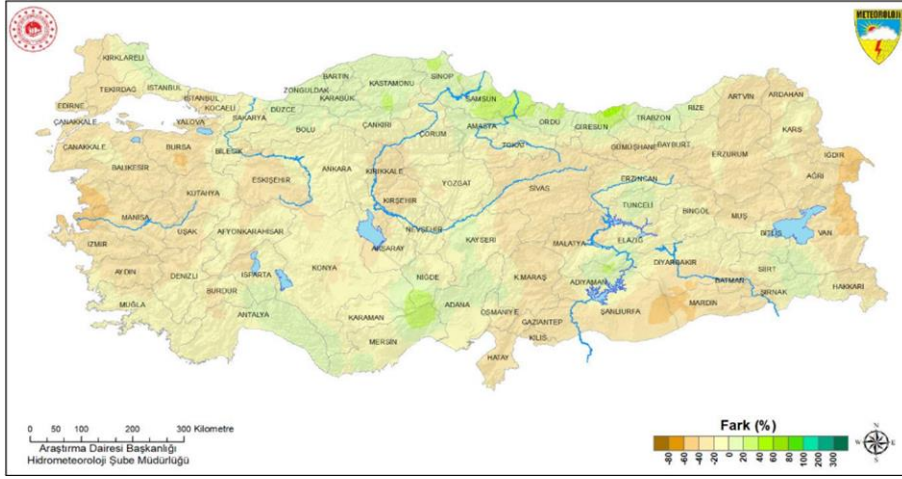 METEOROLOJİ
KIRKLARELİ
EDİRNE
TEKİRDAĞ
İSTANBUL
İSTANBUL
KOCAELİ
YALOVA
ÇANAKKALE
ÇANAKKALE
BALIKESİR
BURSA
BİLECİK
SAKARYA
DÜZCE
BOLU
ZONGULDAK
BARTIN
KARABÜK
KASTAMONU
SİNOP
SAMSUN
ÇANKIRI
ÇORUM
AMASYA
TOKAT
ORDU
GİRESUN
TRABZON
RİZE
ARTVİN
ARDAHAN
KARS
IĞDIR
AĞRI
GÜMÜŞHANE
BAYBURT
ERZURUM
ERZİNCAN
TUNCELİ
BİNGÖL
MUŞ
BİTLİS
VAN
HAKKARİ
ŞIRNAK
SİİRT
BATMAN
DİYARBAKIR
MARDİN
ŞANLIURFA
ADIYAMAN
ELAZIĞ
MALATYA
SİVAS
YOZGAT
KIRIKKALE
KIRŞEHİR
ANKARA
ESKİŞEHİR
KÜTAHYA
MANİSA
UŞAK
AFYONKARAHİSAR
İZMİR
AYDIN
DENİZLİ
MUĞLA
BURDUR
ISPARTA
ANTALYA
KONYA
AKSARAY
NEVŞEHİR
KAYSERİ
NİĞDE
KARAMAN
MERSİN
ADANA
OSMANİYE
K.MARAŞ
GAZİANTEP
KİLİS
HATAY
0 50 100 200 300 Kilometre
Araştırma Dairesi Başkanlığı
Hidrometeoroloji Şube Müdürlüğü
Fark (%)
-80 -60 -40 -20 0 20 40 60 80 100 200 300
N
W E
S